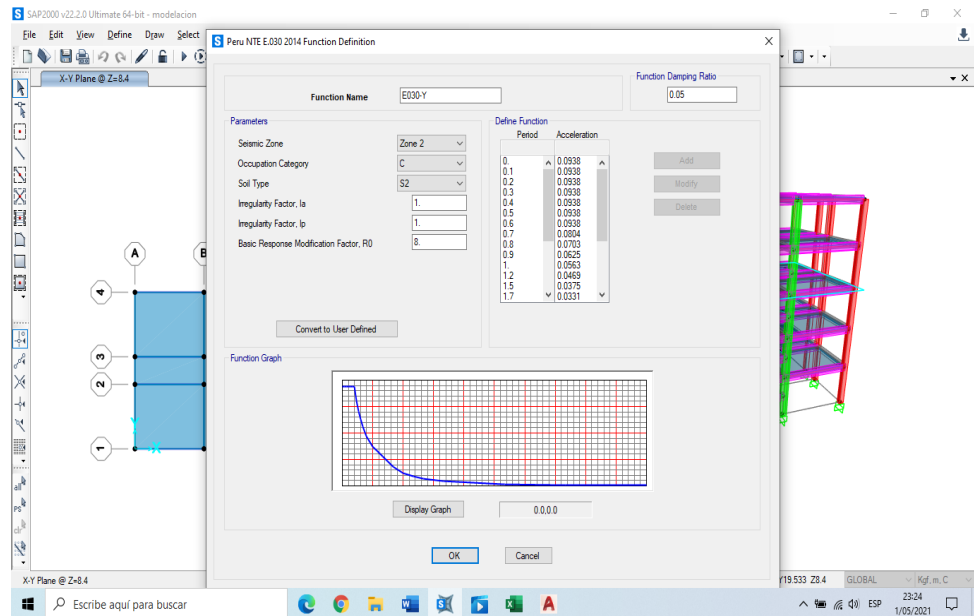 SAP2000 v22.2.0 Ultimate 64-bit - modelacion
File Edit View Define Draw Select
X-Y Plane @ Z=8.4
Peru NTE E.030 2014 Function Definition
Function Name E030-Y
Function Damping Ratio
0.05
Parameters
Seismic Zone Zone 2
Occupation Category C
Soil Type S2
Irregularity Factor, Ia 1.
Irregularity Factor, Ip 1.
Basic Response Modification Factor, R0 8.
Convert to User Defined
Define Function
Period Acceleration
0. 0.0938
0.1 0.0938
0.2 0.0938
0.3 0.0938
0.4 0.0938
0.5 0.0938
0.6 0.0938
0.7 0.0804
0.8 0.0703
0.9 0.0625
1. 0.0563
1.2 0.0469
1.5 0.0375
1.7 0.0331
Add
Modify
Delete
Function Graph
Display Graph
0.0,0.0
OK Cancel
A B
4
3
2
1
Y
X
all
PS
clr
X-Y Plane @ Z=8.4
Y19.533 Z8.4 GLOBAL Kgf, m, C
Escribe aquí para buscar
ESP
23:24
1/05/2021